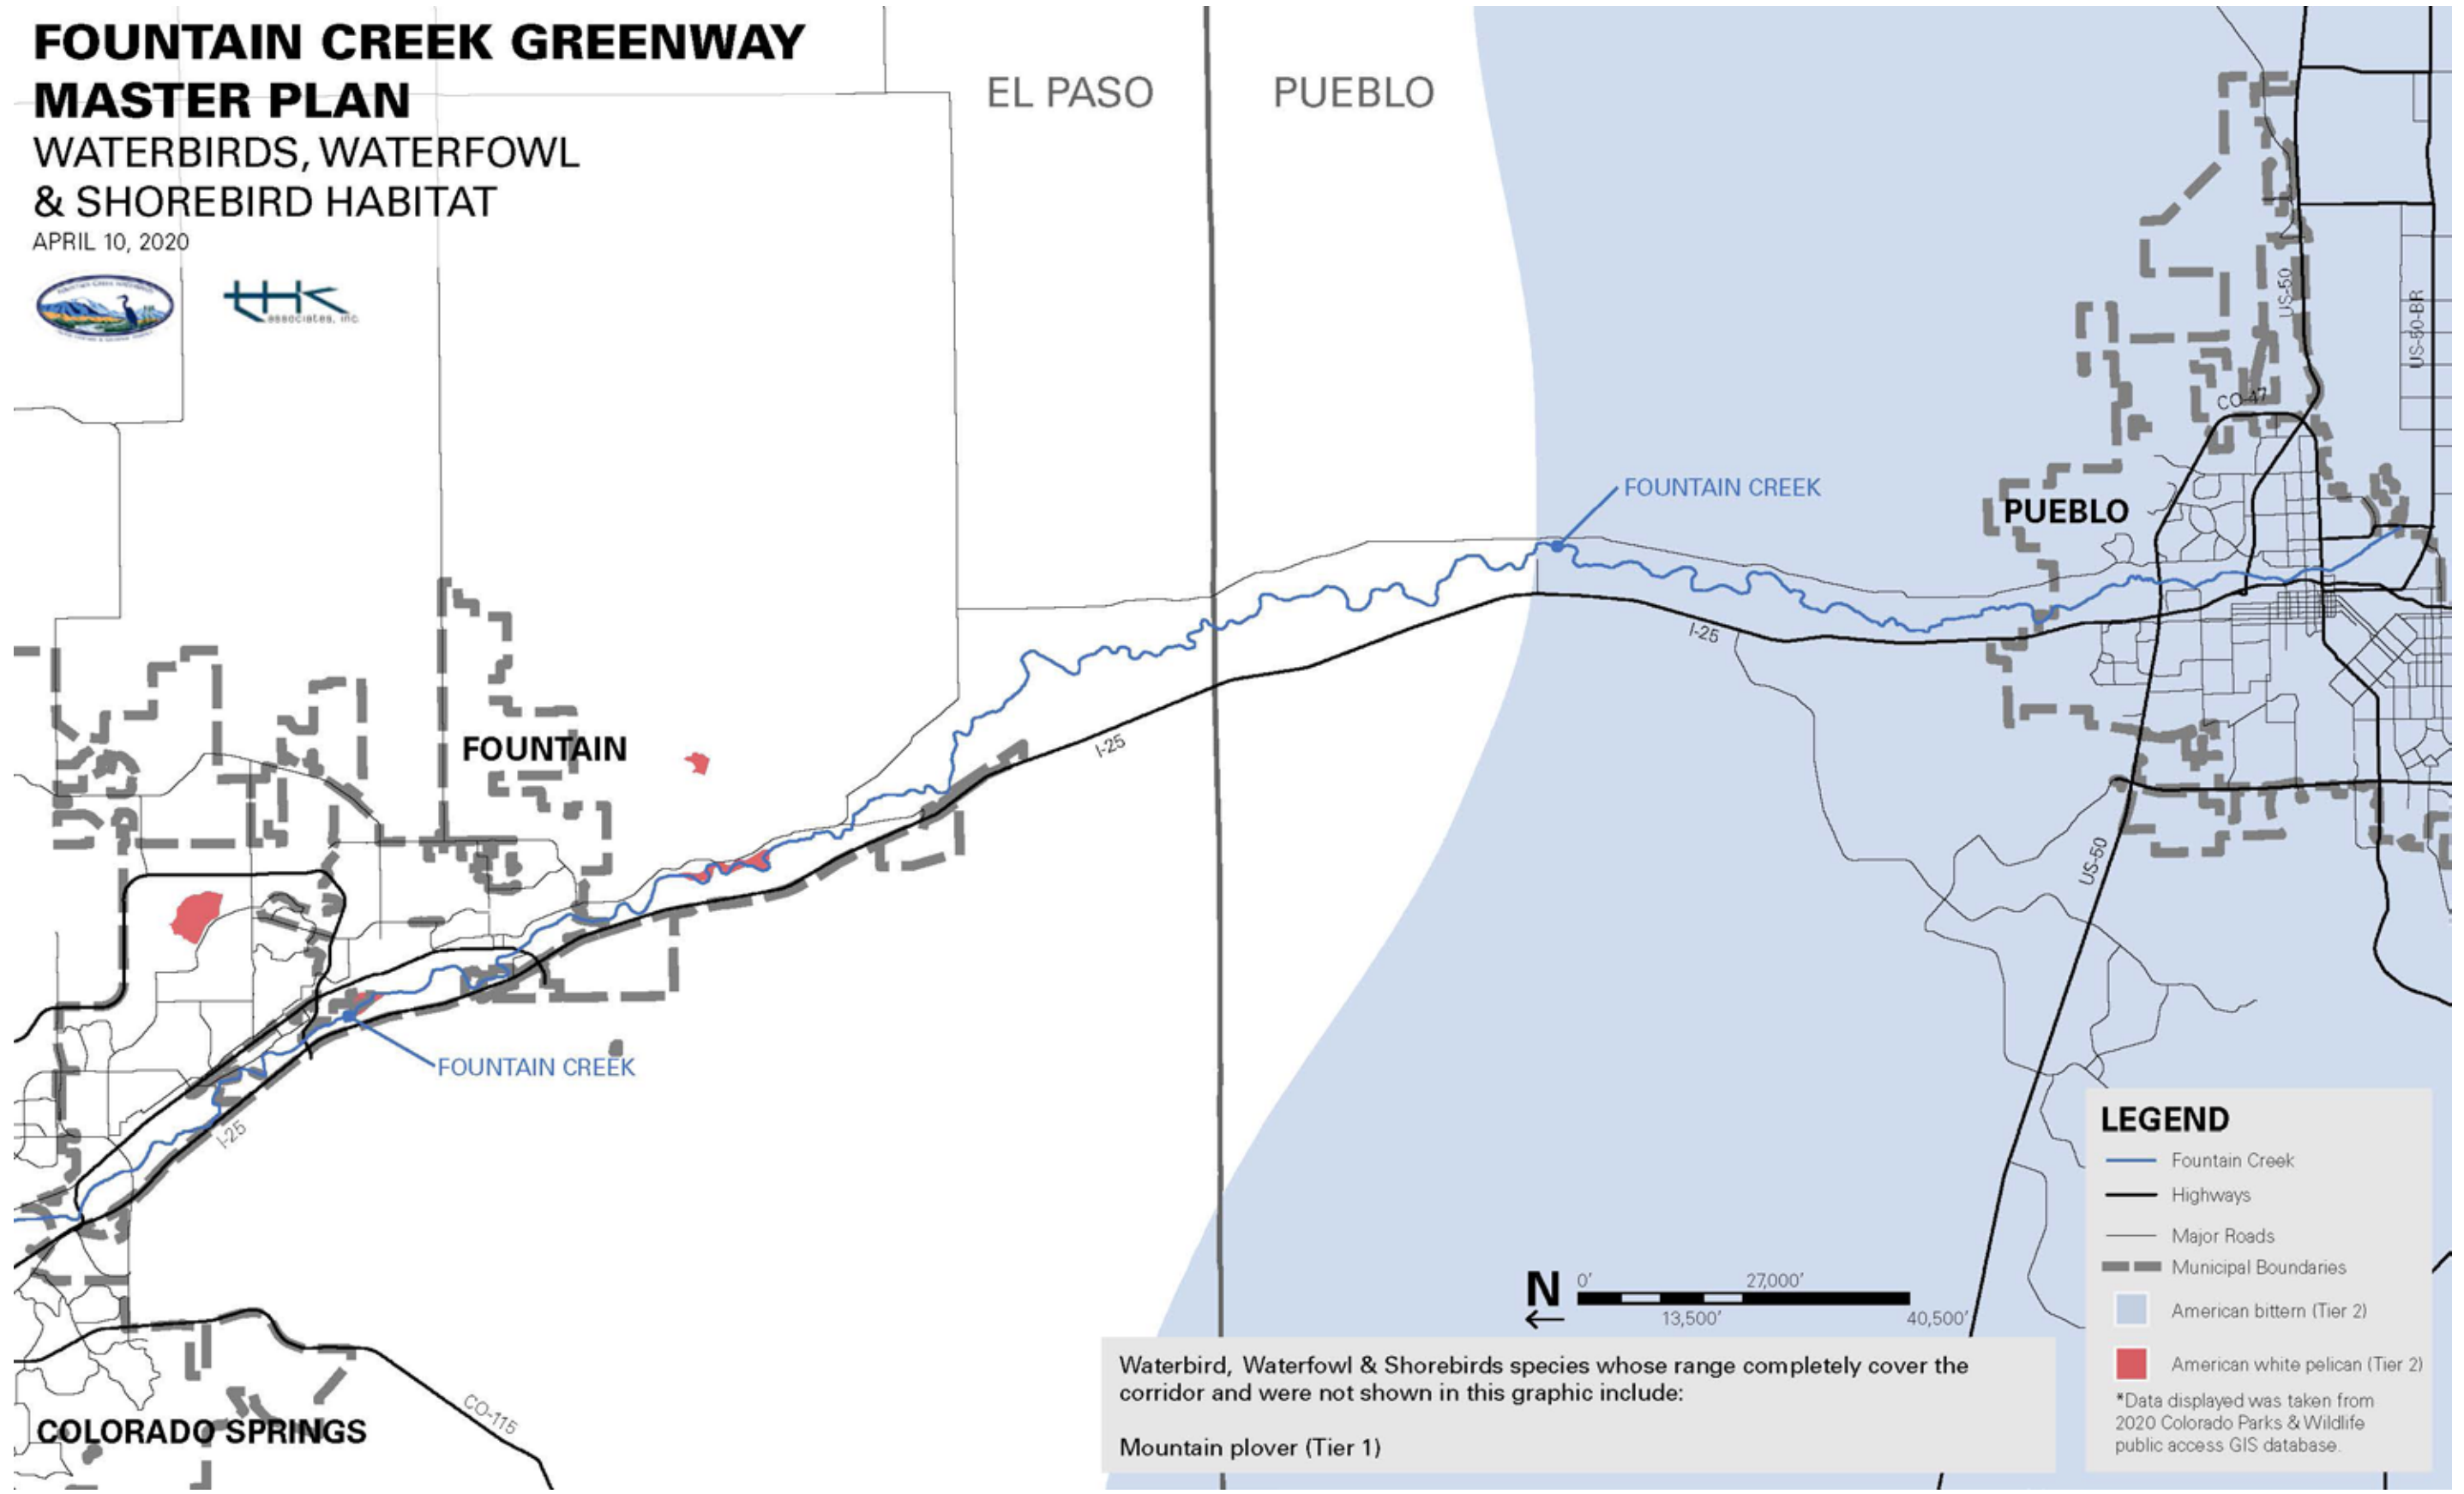 FOUNTAIN CREEK GREENWAY
MASTER PLAN
WATERBIRDS, WATERFOWL
& SHOREBIRD HABITAT
APRIL 10, 2020
thk
associates, inc.
EL PASO
PUEBLO
US-50
US-50-BR
CO-47
FOUNTAIN CREEK
PUEBLO
I-25
FOUNTAIN
I-25
US-50
FOUNTAIN CREEK
I-25
COLORADO SPRINGS
CO-115
N
0'
27,000'
13,500'
40,500'
Waterbird, Waterfowl & Shorebirds species whose range completely cover the
corridor and were not shown in this graphic include:
Mountain plover (Tier 1)
LEGEND
Fountain Creek
Highways
Major Roads
Municipal Boundaries
American bittern (Tier 2)
American white pelican (Tier 2)
*Data displayed was taken from
2020 Colorado Parks & Wildlife
public access GIS database.